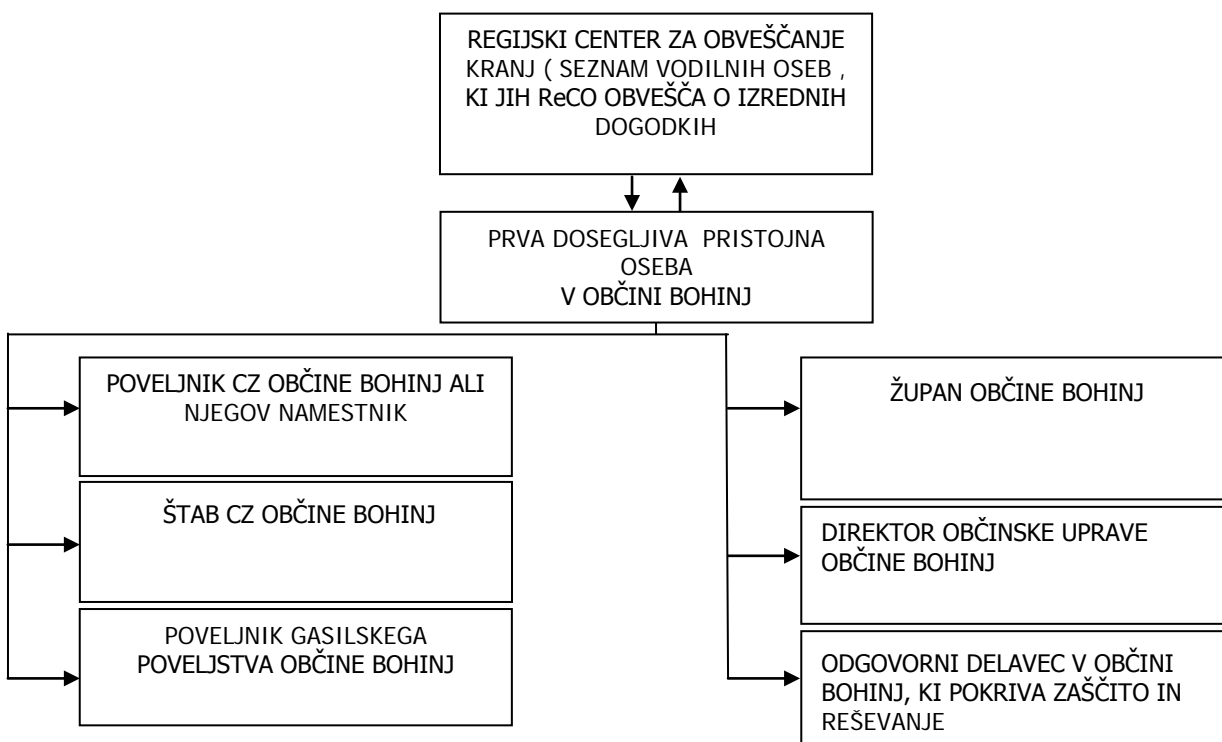 REGIJSKI CENTER ZA OBVEŠČANJE
KRANJ ( SEZNAM VODILNIH OSEB ,
KI JIH ReCO OBVEŠČA O IZREDNIH
DOGODKIH
PRVA DOSEGLJIVA PRISTOJNA
OSEBA
V OBČINI BOHINJ
POVELJNIK CZ OBČINE BOHINJ ALI
NJEGOV NAMESTNIK
ŠTAB CZ OBČINE BOHINJ
POVELJNIK GASILSKEGA
POVELJSTVA OBČINE BOHINJ
ŽUPAN OBČINE BOHINJ
DIREKTOR OBČINSKE UPRAVE
OBČINE BOHINJ
ODGOVORNI DELAVEC V OBČINI
BOHINJ, KI POKRIVA ZAŠČITO IN
REŠEVANJE